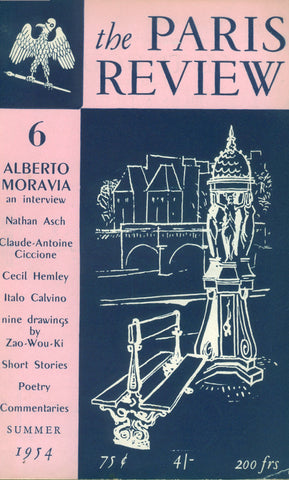 the PARIS
REVIEW
6
ALBERTO
MORAVIA
an interview
Nathan Asch
Claude-Antoine
Ciccione
Cecil Hemley
Italo Calvino
nine drawings
by
Zao-Wou-Ki
Short Stories
Poetry
Commentaries
SUMMER
1954
75¢ 4/- 200 frs